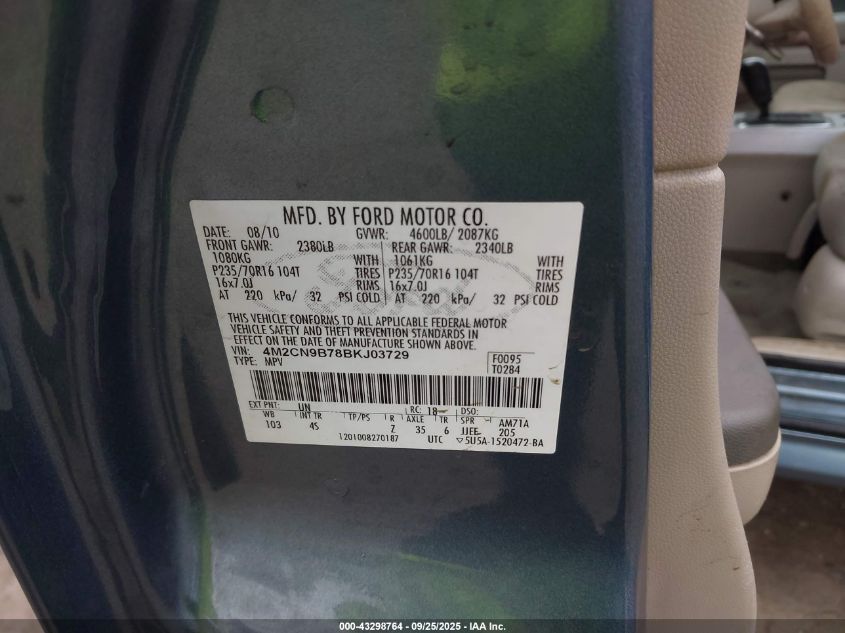 MFD. BY FORD MOTOR CO.
DATE: 08/10 GVWR: 4600LB/ 2087KG
FRONT GAWR: 2380LB REAR GAWR: 2340LB
1080KG WITH 1061KG WITH
P235/70R16 104T TIRES P235/70R16 104T TIRES
16x7.0J RIMS 16x7.0J RIMS
AT 220 kPa/ 32 PSI COLD AT 220 kPa/ 32 PSI COLD
THIS VEHICLE CONFORMS TO ALL APPLICABLE FEDERAL MOTOR
VEHICLE SAFETY AND THEFT PREVENTION STANDARDS
IN EFFECT ON THE DATE OF MANUFACTURE SHOWN ABOVE.
VIN: 4M2CN9B78BKJ03729 F0095
TYPE: MPV T0284
EXT PNT: UN RC: 18 DSO:
WB INT TR TP/PS R AXLE TR SPR AM71A
103 4S Z 35 6 JJEE 205
1201008270187 UTC ▽5U5A-1520472-BA
000-43298764 | 09/25/2025 | IAA Inc.